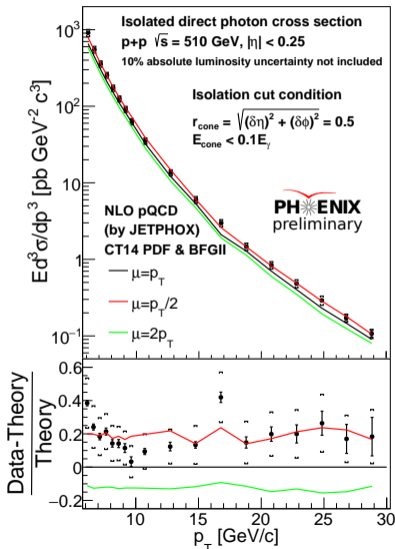 Isolated direct photon cross section
p+p √s = 510 GeV, |η| < 0.25
10% absolute luminosity uncertainty not included
Isolation cut condition
r_cone = √((δη)² + (δϕ)²) = 0.5
E_cone < 0.1E_γ
Ed³σ/dp³ [pb GeV⁻² c³]
10³
10²
10
1
10⁻¹
NLO pQCD
(by JETPHOX)
CT14 PDF & BFGII
μ=p_T
μ=p_T/2
μ=2p_T
PHENIX
preliminary
Data-Theory
Theory
0.6
0.4
0.2
0
−0.2
10 15 20 25 30
p_T [GeV/c]